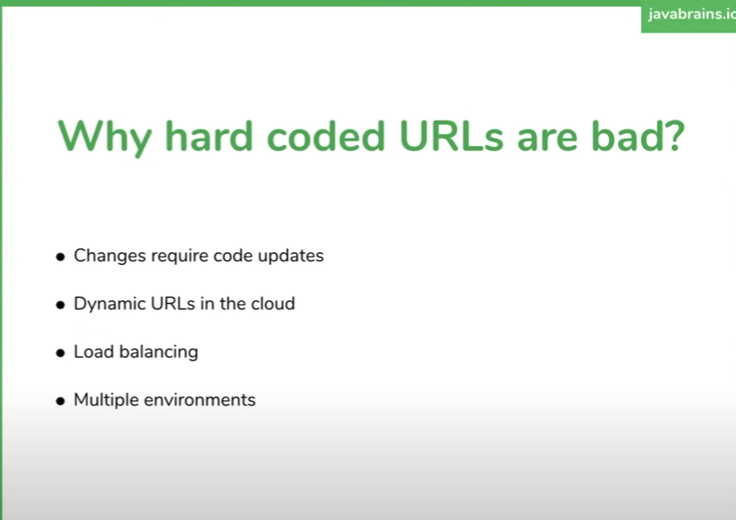 javabrains.io
Why hard coded URLs are bad?
● Changes require code updates
● Dynamic URLs in the cloud
● Load balancing
● Multiple environments